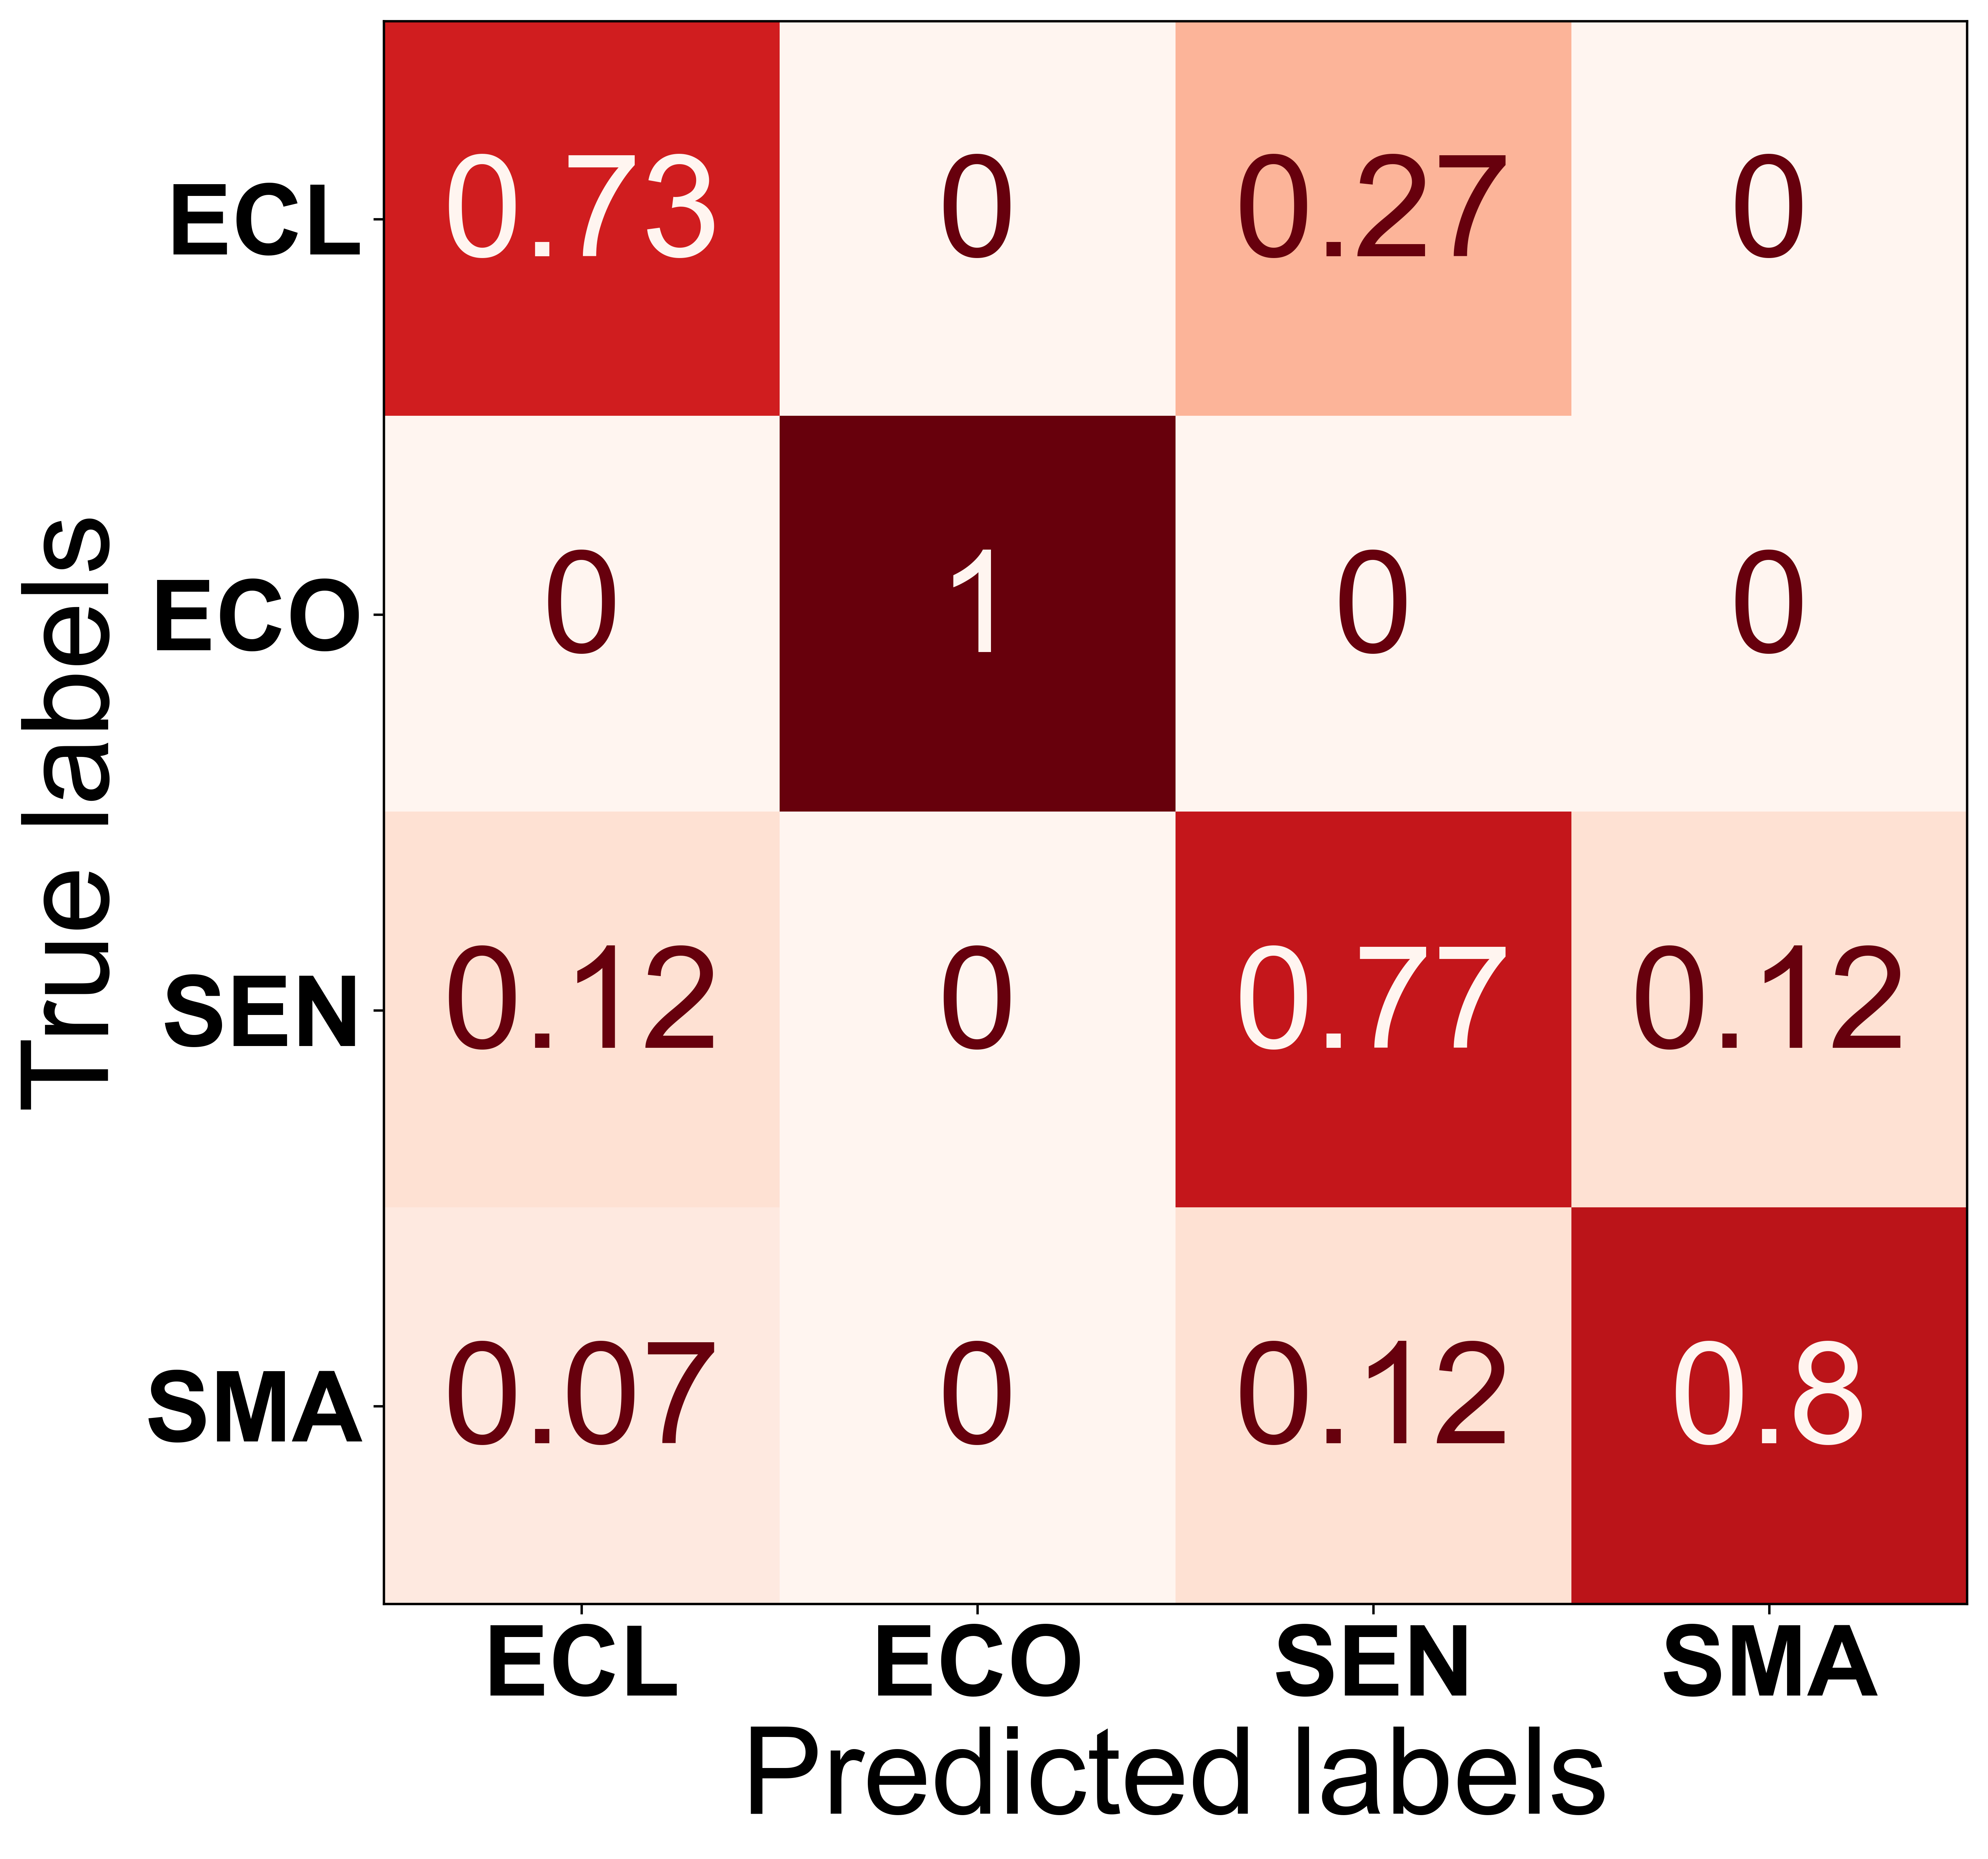 True labels
ECL 0.73 0 0.27 0
ECO 0 1 0 0
SEN 0.12 0 0.77 0.12
SMA 0.07 0 0.12 0.8
ECL ECO SEN SMA
Predicted labels